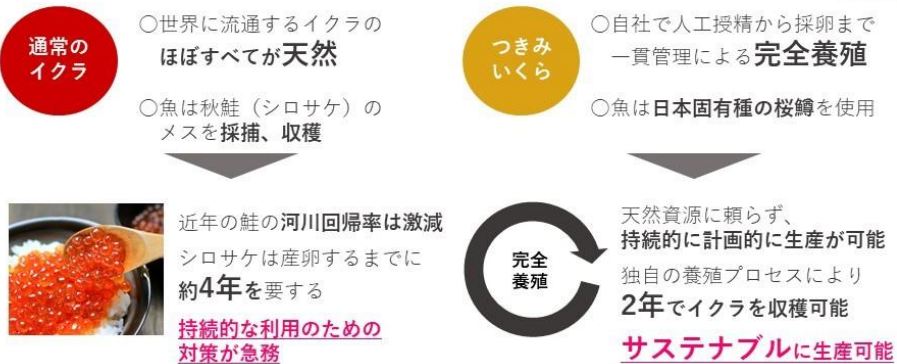 通常の
イクラ
○世界に流通するイクラの
ほぼすべてが天然
○魚は秋鮭（シロサケ）の
メスを採捕、収穫
近年の鮭の河川回帰率は激減
シロサケは産卵するまでに
約4年を要する
持続的な利用のための
対策が急務
つきみ
いくら
○自社で人工授精から採卵まで
一貫管理による完全養殖
○魚は日本固有種の桜鱒を使用
完全
養殖
天然資源に頼らず、
持続的に計画的に生産が可能
独自の養殖プロセスにより
2年でイクラを収穫可能
サステナブルに生産可能